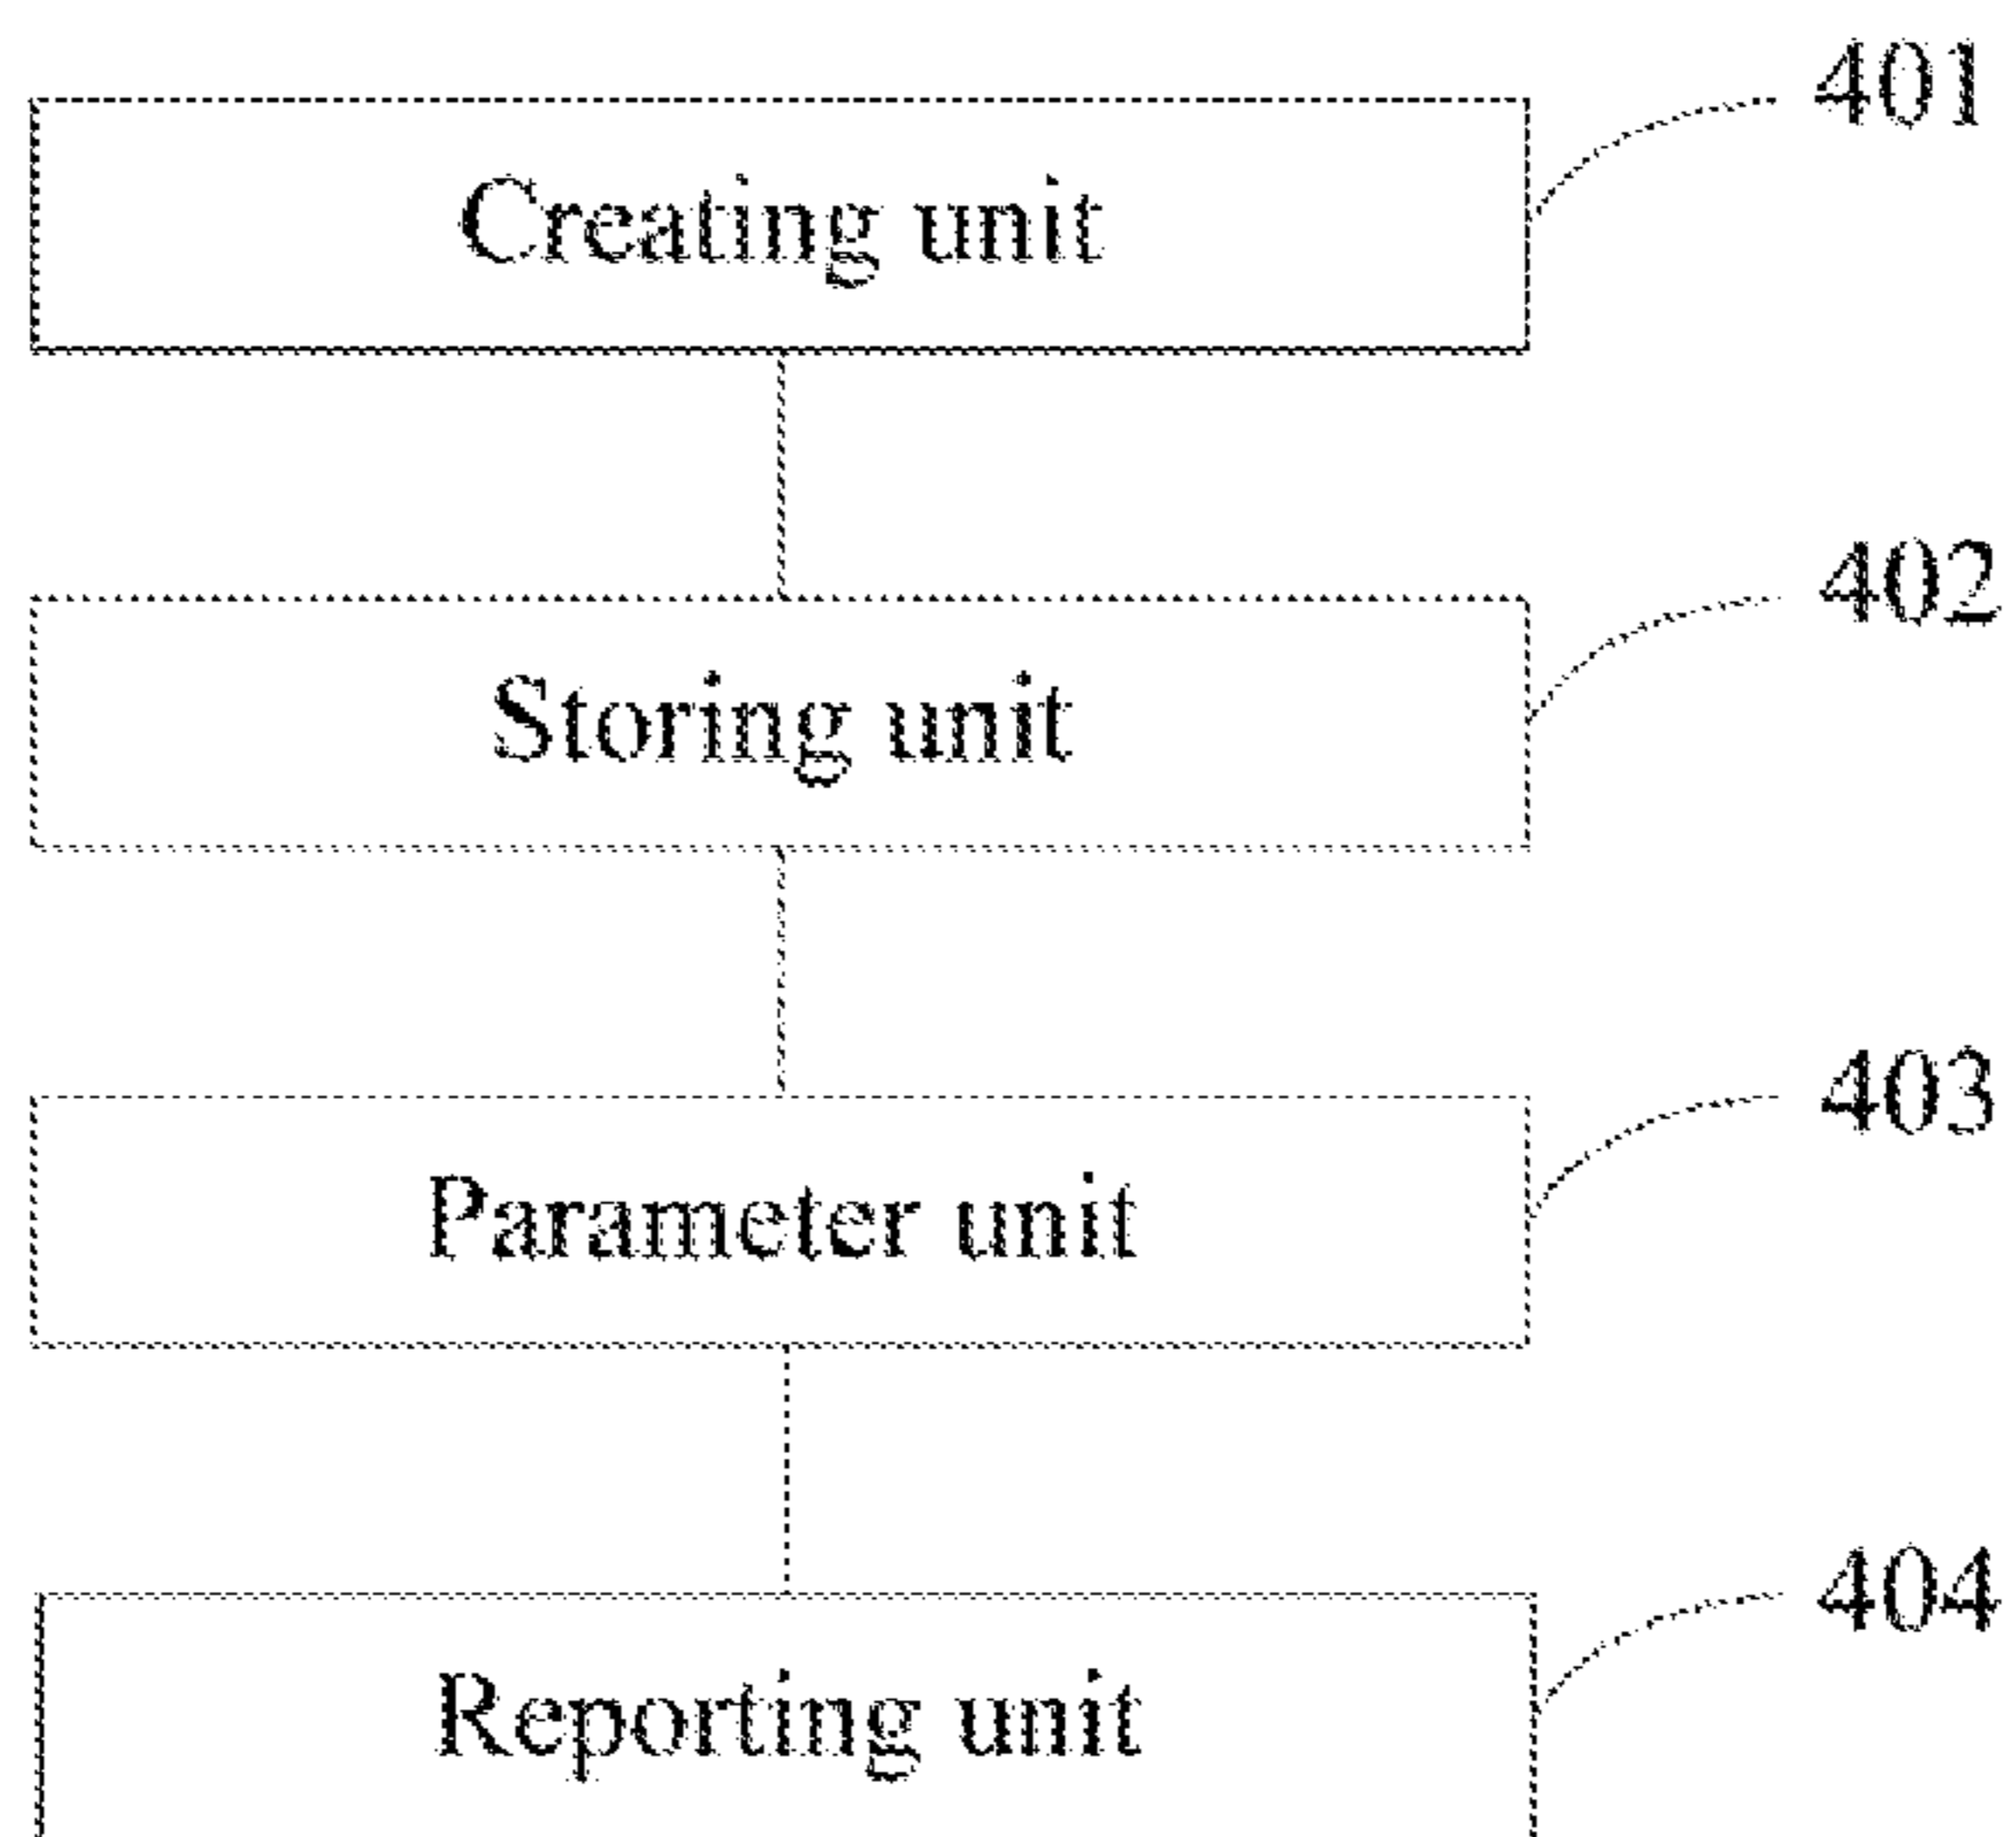 401
Creating unit
402
Storing unit
403
Parameter unit
404
Reporting unit